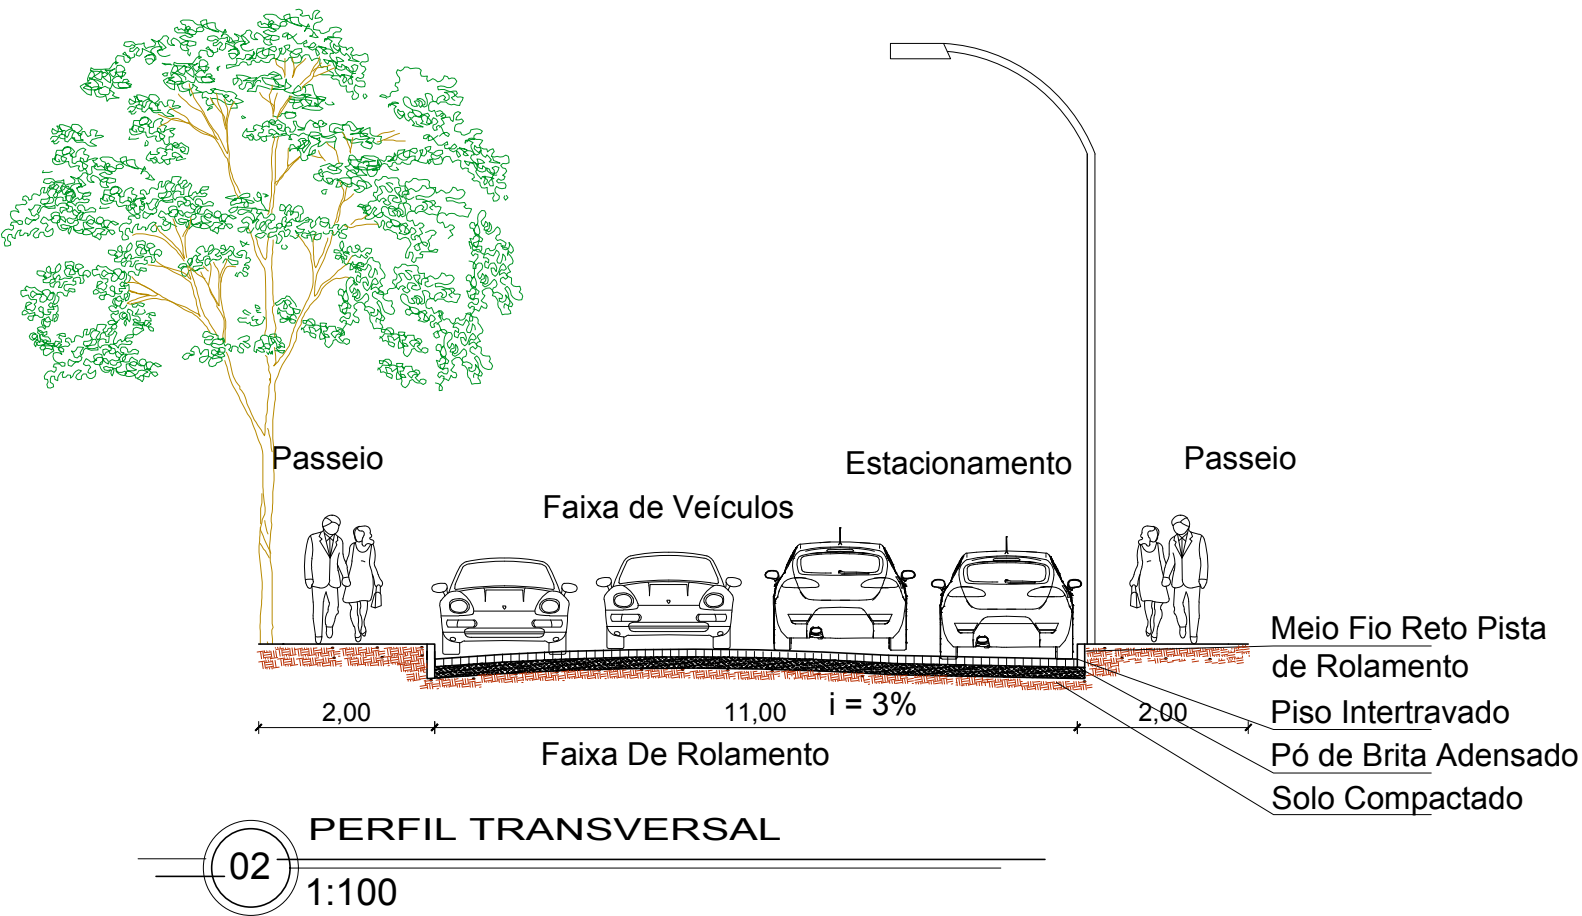 Passeio
Estacionamento
Passeio
Faixa de Veículos
Meio Fio Reto Pista
de Rolamento
2,00
11,00
i = 3%
2,00
Piso Intertravado
Faixa De Rolamento
Pó de Brita Adensado
Solo Compactado
PERFIL TRANSVERSAL
02
1:100